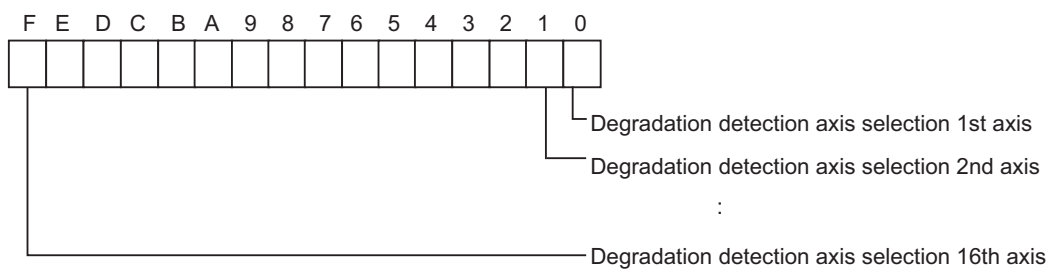 F E D C B A 9 8 7 6 5 4 3 2 1 0
Degradation detection axis selection 1st axis
Degradation detection axis selection 2nd axis
:
Degradation detection axis selection 16th axis